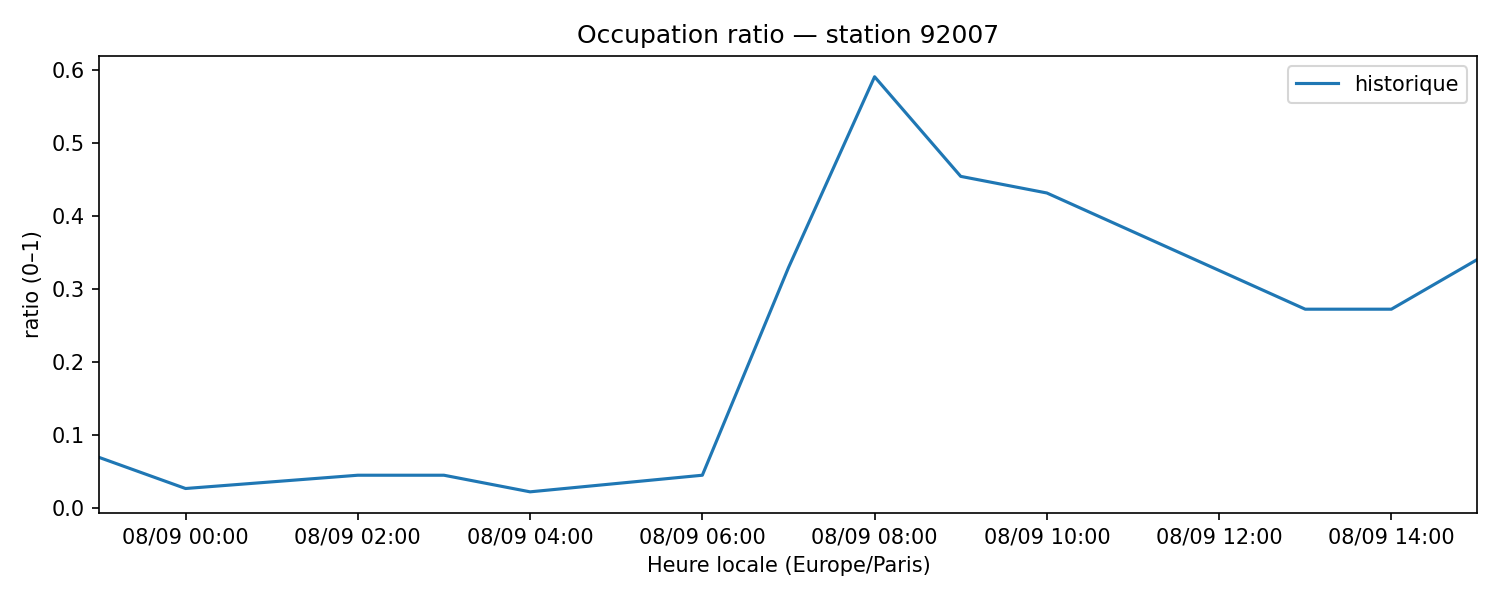 Occupation ratio — station 92007
historique
ratio (0–1)
0.6
0.5
0.4
0.3
0.2
0.1
0.0
08/09 00:00 08/09 02:00 08/09 04:00 08/09 06:00 08/09 08:00 08/09 10:00 08/09 12:00 08/09 14:00
Heure locale (Europe/Paris)